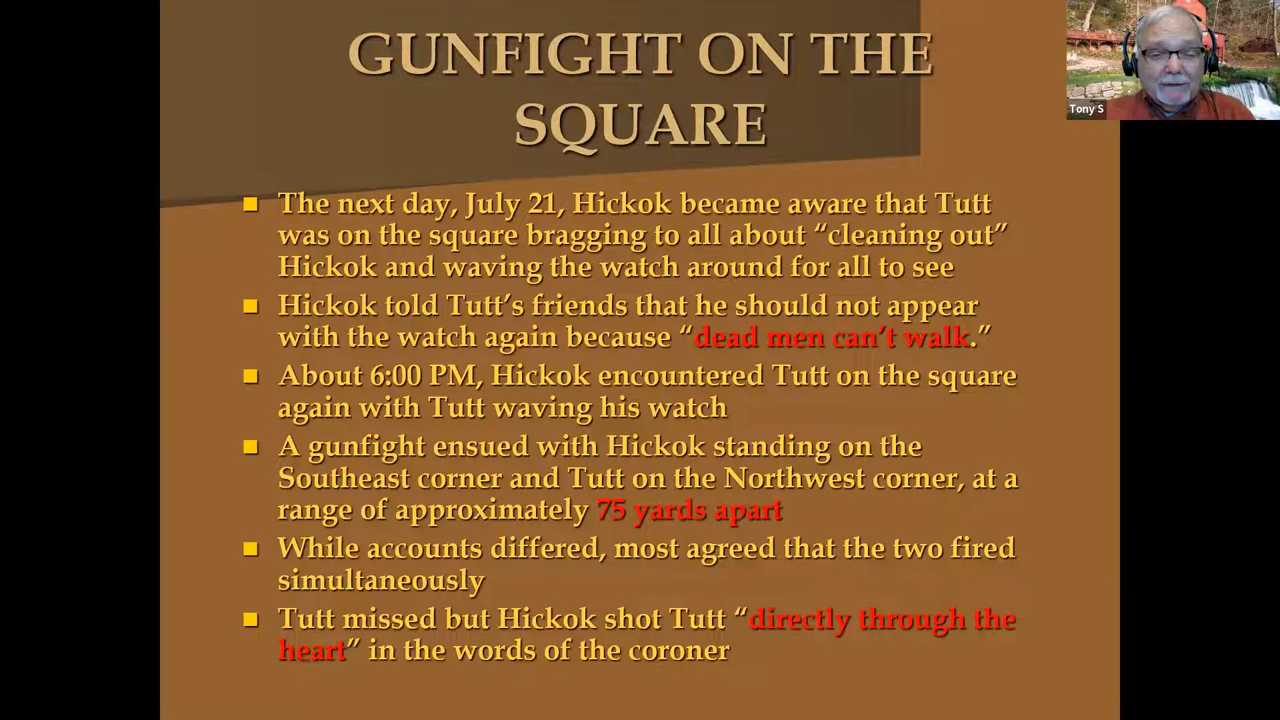 GUNFIGHT ON THE
SQUARE
Tony S
The next day, July 21, Hickok became aware that Tutt
was on the square bragging to all about “cleaning out”
Hickok and waving the watch around for all to see
Hickok told Tutt’s friends that he should not appear
with the watch again because “dead men can’t walk.”
About 6:00 PM, Hickok encountered Tutt on the square
again with Tutt waving his watch
A gunfight ensued with Hickok standing on the
Southeast corner and Tutt on the Northwest corner, at a
range of approximately 75 yards apart
While accounts differed, most agreed that the two fired
simultaneously
Tutt missed but Hickok shot Tutt “directly through the
heart” in the words of the coroner